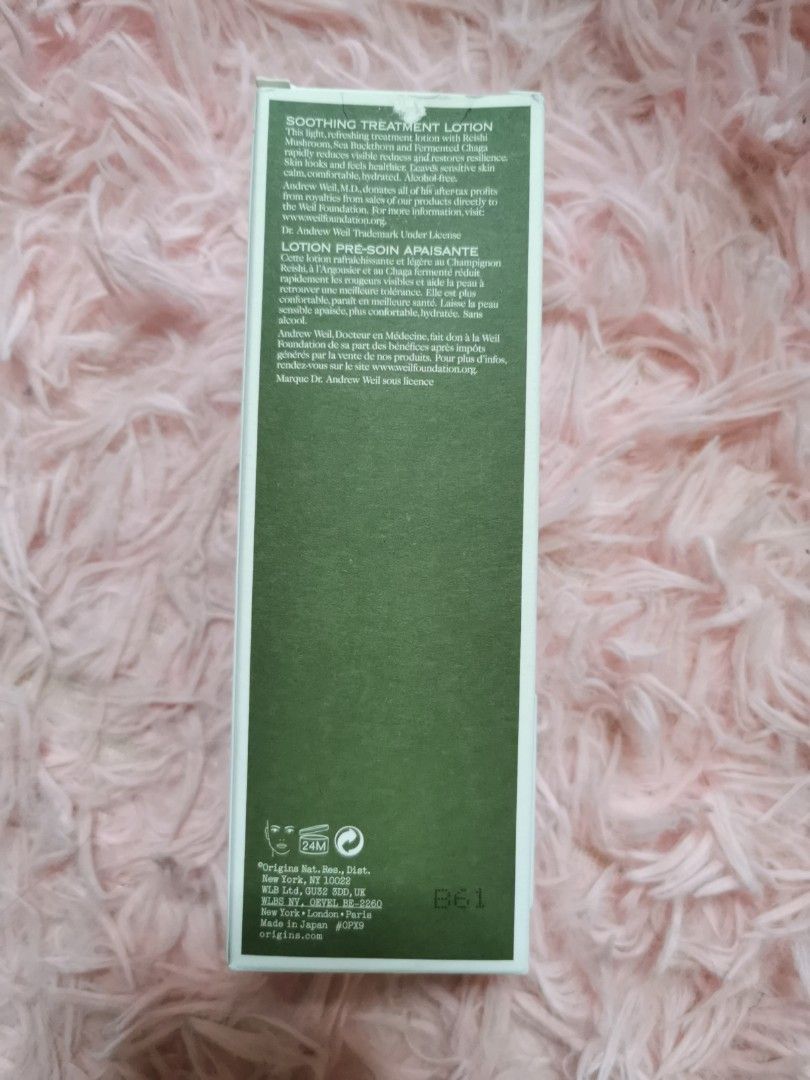 SOOTHING TREATMENT LOTION
This light, refreshing treatment lotion with Reishi
Mushroom, Sea Buckthorn and Fermented Chaga
rapidly reduces visible redness and restores resilience.
Skin looks and feels healthier. Leaves sensitive skin
calm, comfortable, hydrated. Alcohol-free.
Andrew Weil, M.D., donates all of his after-tax profits
from royalties from sales of our products directly to
the Weil Foundation. For more information, visit:
www.weilfoundation.org.
Dr. Andrew Weil Trademark Under License
LOTION PRÉ-SOIN APAISANTE
Cette lotion rafraîchissante et légère au Champignon
Reishi, à l'Argousier et au Chaga fermenté réduit
rapidement les rougeurs visibles et aide la peau à
retrouver une meilleure tolérance. Elle est plus
confortable, paraît en meilleure santé. Laisse la peau
sensible apaisée, plus confortable, hydratée. Sans
alcool.
Andrew Weil, Docteur en Médecine, fait don à la Weil
Foundation de sa part des bénéfices après impôts
générés par la vente de nos produits. Pour plus d'infos,
rendez-vous sur le site www.weilfoundation.org.
Marque Dr. Andrew Weil sous licence
24M
©Origins Nat. Res., Dist.
New York, NY 10022
WLB Ltd, GU32 3DD, UK
WLBS NV, OEVEL BE-2260
New York • London • Paris
Made in Japan #0PX9
origins.com
B61